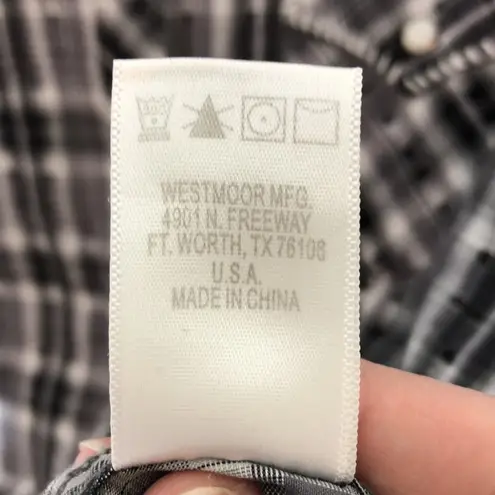 WESTMOOR MFG.
4901 N. FREEWAY
FT. WORTH, TX 76106
U.S.A.
MADE IN CHINA